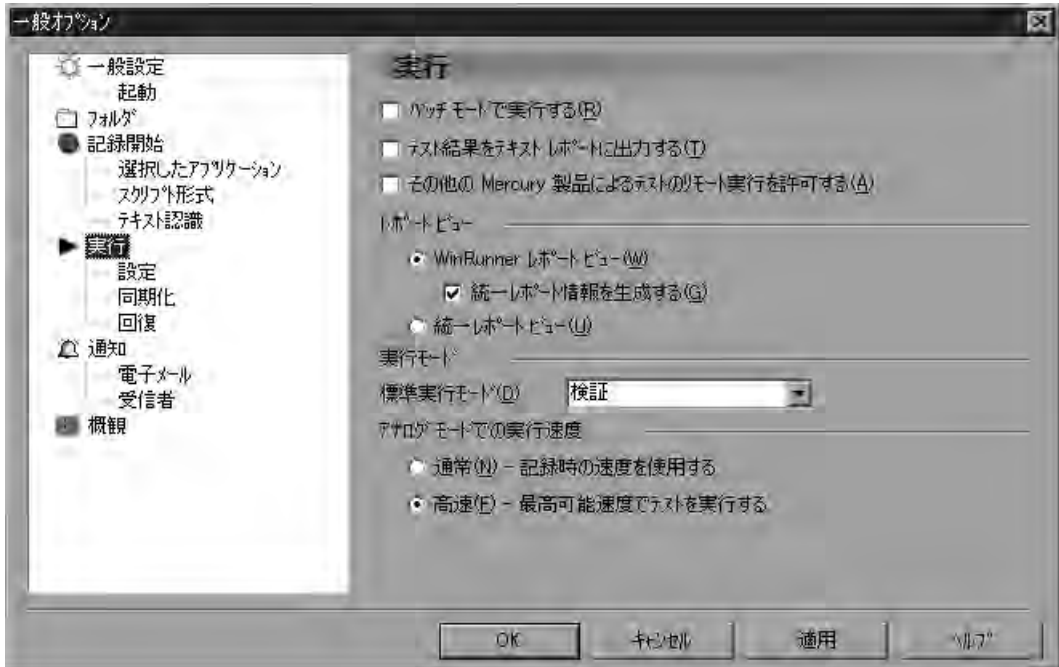 一般オプション
一般設定
起動
フォルダ
記録開始
選択したアプリケーション
スクリプト形式
テキスト認識
実行
設定
同期化
回復
通知
電子メール
受信者
概観
実行
バッチ モードで実行する(R)
テスト結果をテキスト レポートに出力する(T)
その他の Mercury 製品によるテストのリモート実行を許可する(A)
レポート ビュー
WinRunner レポート ビュー(W)
統一レポート情報を生成する(G)
統一レポート ビュー(U)
実行モード
標準実行モード(D) 検証
アナログ モードでの実行速度
通常(N) - 記録時の速度を使用する
高速(F) - 最高可能速度でテストを実行する
OK キャンセル 適用 ヘルプ